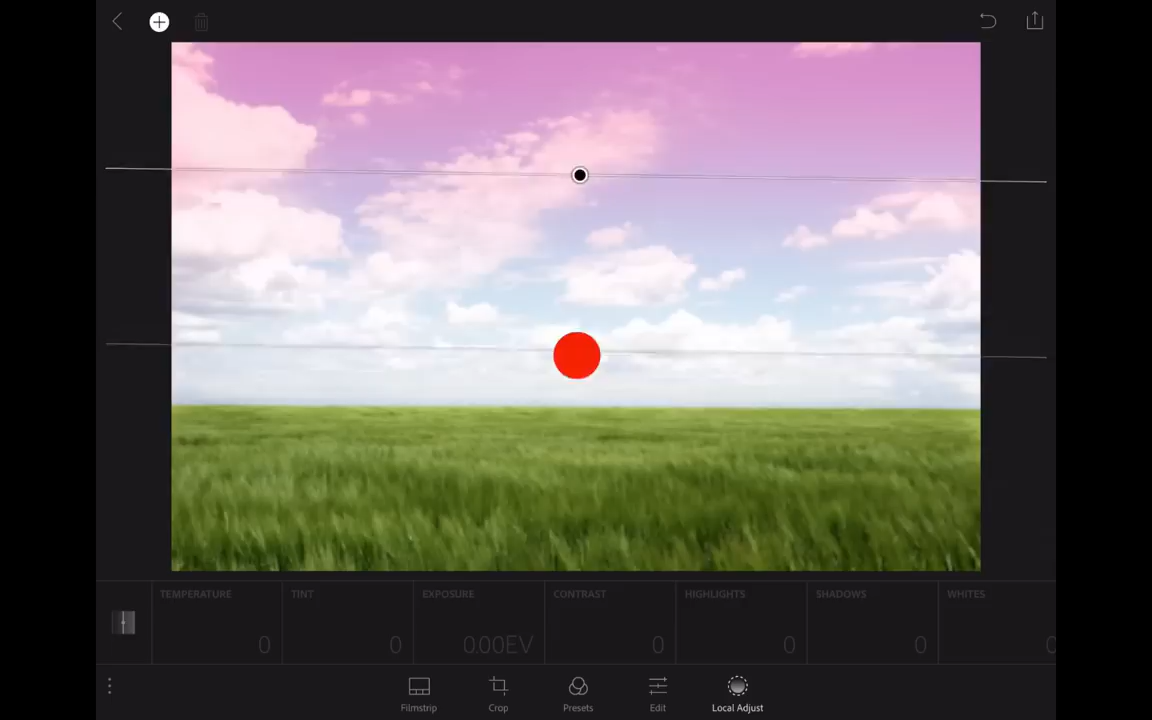 TEMPERATURE TINT EXPOSURE CONTRAST HIGHLIGHTS SHADOWS WHITES
0 0 0.00EV 0 0 0 0
Filmstrip Crop Presets Edit Local Adjust